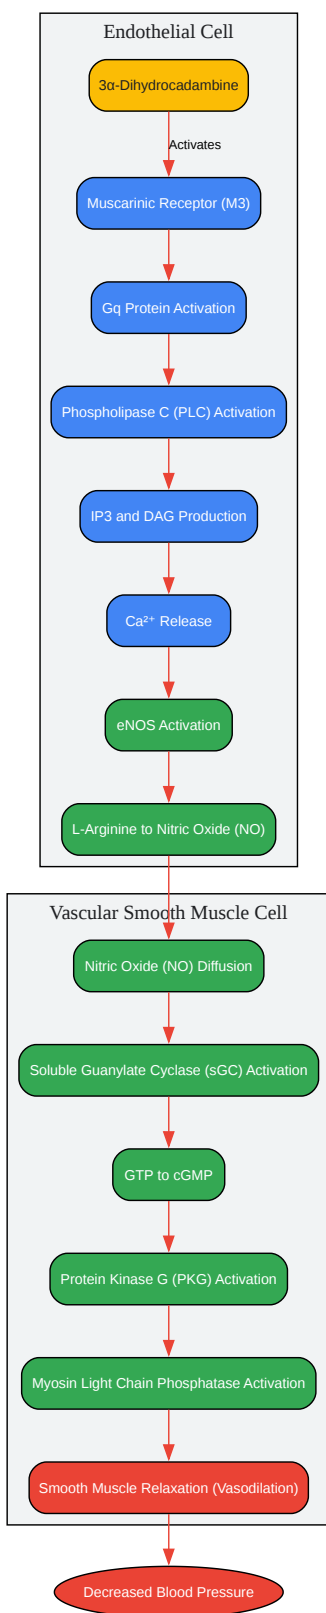 Endothelial Cell
3α-Dihydrocadambine
Activates
Muscarinic Receptor (M3)
Gq Protein Activation
Phospholipase C (PLC) Activation
IP3 and DAG Production
Ca²⁺ Release
eNOS Activation
L-Arginine to Nitric Oxide (NO)
Vascular Smooth Muscle Cell
Nitric Oxide (NO) Diffusion
Soluble Guanylate Cyclase (sGC) Activation
GTP to cGMP
Protein Kinase G (PKG) Activation
Myosin Light Chain Phosphatase Activation
Smooth Muscle Relaxation (Vasodilation)
Decreased Blood Pressure